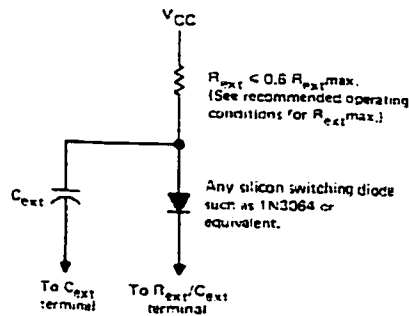 VCC
Rext < 0.6 Rextmax.
(See recommended operating
conditions for Rextmax.)
Cext
Any silicon switching diode
such as 1N3064 or
equivalent.
To Cext
terminal
To Rext/Cext
terminal